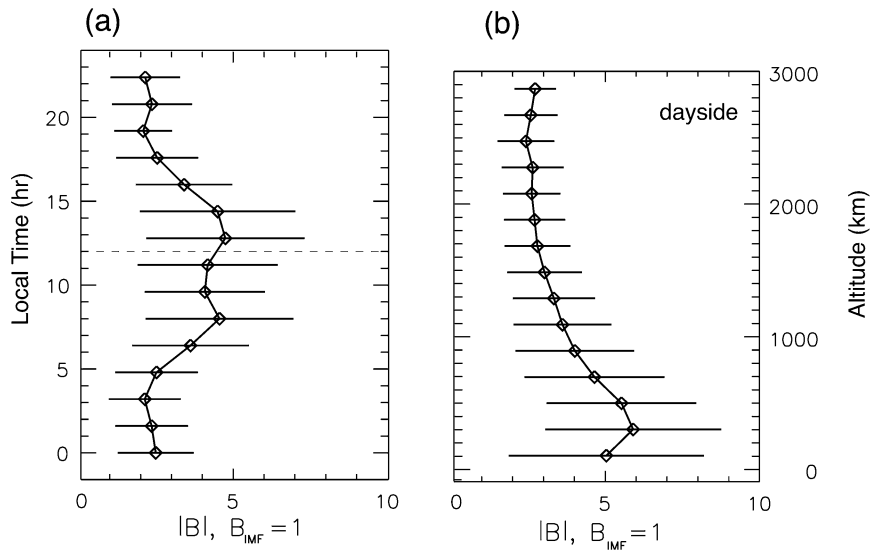 (a)
(b)
20
15
10
5
0
Local Time (hr)
0 5 10
|B|, B_IMF = 1
3000
dayside
2000
1000
0
Altitude (km)
0 5 10
|B|, B_IMF = 1